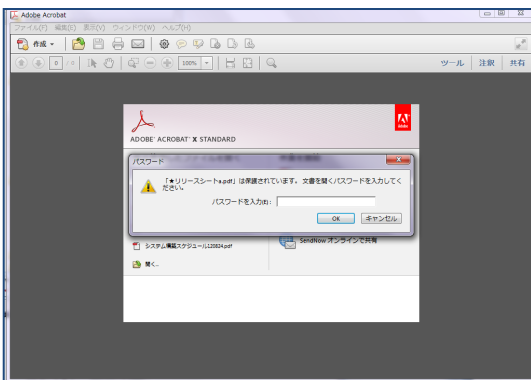 Adobe Acrobat
ファイル(F) 編集(E) 表示(V) ウィンドウ(W) ヘルプ(H)
作成
0 / 0 100% ツール 注釈 共有
ADOBE® ACROBAT® X STANDARD
Adobe
パスワード
「★リリースシートa.pdf」は保護されています。文書を開くパスワードを入力してく
ださい。
パスワードを入力(E):
OK キャンセル
システム構築スケジュール120824.pdf
SendNow オンラインで共有
開く...